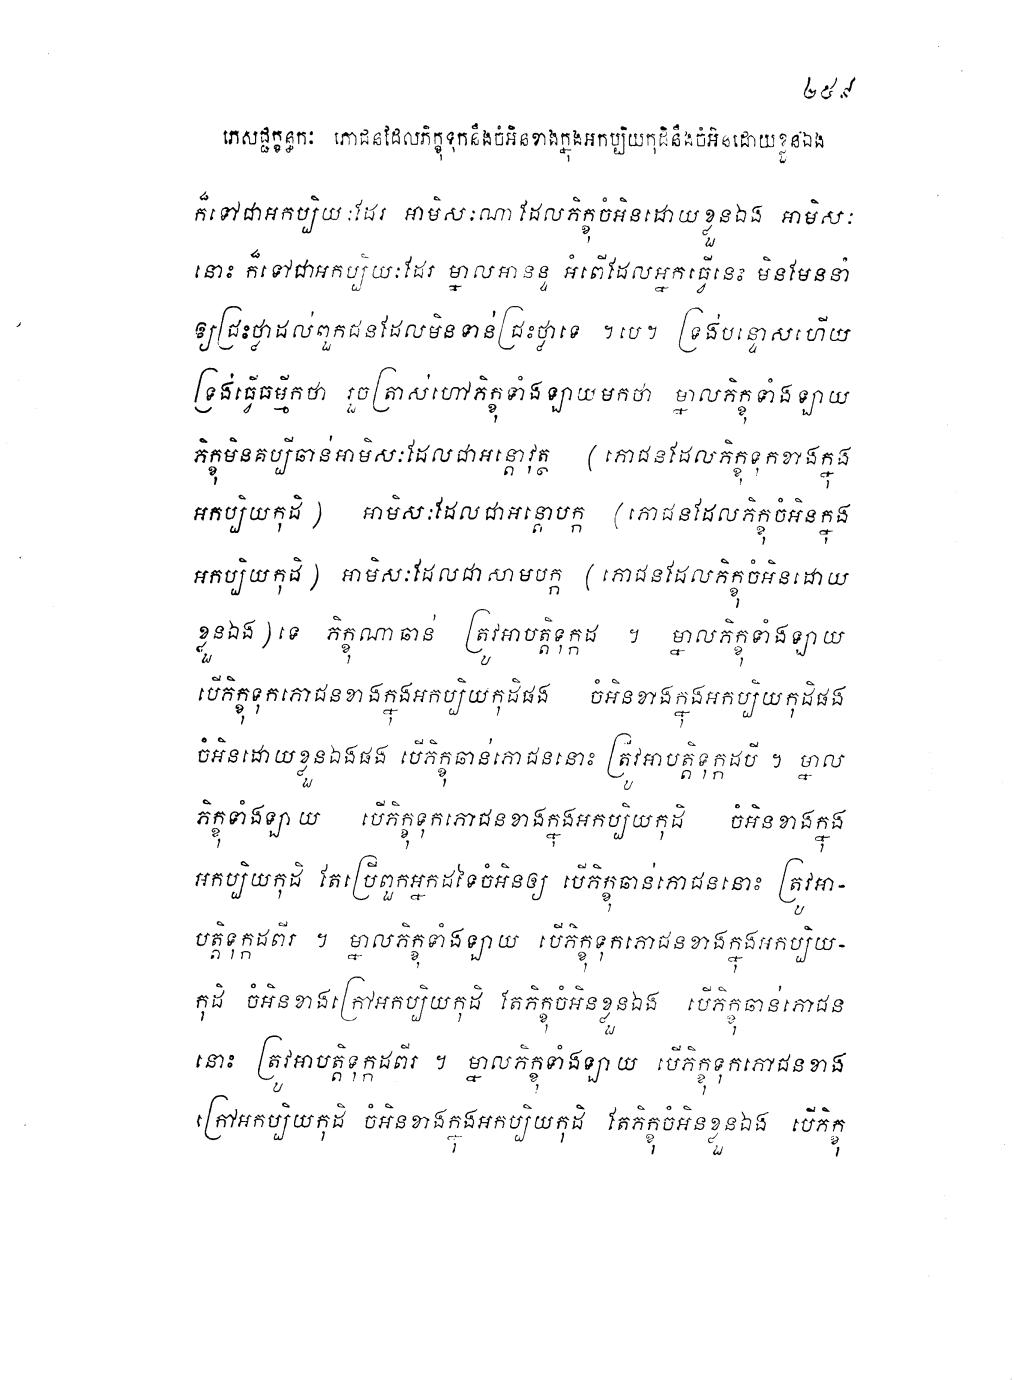 ២៥៩
ភេសជ្ជក្ខន្ធកៈ ភោជនដែលភិក្ខុទុកនឹងចំអិនខាងក្នុងអកប្បិយកុដិនឹងចំអិនដោយខ្លួនឯង
ក៏ទៅជាអកប្បិយៈដែរ អាមិសៈណាដែលភិក្ខុចំអិនដោយខ្លួនឯង អាមិសៈ
នោះ ក៏ទៅជាអកប្បិយៈដែរ ម្នាលអានន្ទ អំពើដែលអ្នកធ្វើនេះ មិនមែននាំ
ឲ្យជ្រះថ្លាដល់ពួកជនដែលមិនទាន់ជ្រះថ្លាទេ ។បេ។ ទ្រង់បន្ទោសហើយ
ទ្រង់ធ្វើធម្មីកថា រួចត្រាស់ហៅភិក្ខុទាំងឡាយមកថា ម្នាលភិក្ខុទាំងឡាយ
ភិក្ខុមិនគប្បីឆាន់អាមិសៈដែលជាអន្តោវុត្ថ (ភោជនដែលភិក្ខុទុកខាងក្នុង
អកប្បិយកុដិ) អាមិសៈដែលជាអន្តោបក្ក (ភោជនដែលភិក្ខុចំអិនក្នុង
អកប្បិយកុដិ) អាមិសៈដែលជាសាមបក្ក (ភោជនដែលភិក្ខុចំអិនដោយ
ខ្លួនឯង)ទេ ភិក្ខុណាឆាន់ ត្រូវអាបត្តិទុក្កដ ។ ម្នាលភិក្ខុទាំងឡាយ
បើភិក្ខុទុកភោជនខាងក្នុងអកប្បិយកុដិផង ចំអិនខាងក្នុងអកប្បិយកុដិផង
ចំអិនដោយខ្លួនឯងផង បើភិក្ខុឆាន់ភោជននោះ ត្រូវអាបត្តិទុក្កដបី ។ ម្នាល
ភិក្ខុទាំងឡាយ បើភិក្ខុទុកភោជនខាងក្នុងអកប្បិយកុដិ ចំអិនខាងក្នុង
អកប្បិយកុដិ តែប្រើពួកអ្នកដទៃចំអិនឲ្យ បើភិក្ខុឆាន់ភោជននោះ ត្រូវអា-
បត្តិទុក្កដពីរ ។ ម្នាលភិក្ខុទាំងឡាយ បើភិក្ខុទុកភោជនខាងក្នុងអកប្បិយ-
កុដិ ចំអិនខាងក្រៅអកប្បិយកុដិ តែភិក្ខុចំអិនខ្លួនឯង បើភិក្ខុឆាន់ភោជន
នោះ ត្រូវអាបត្តិទុក្កដពីរ ។ ម្នាលភិក្ខុទាំងឡាយ បើភិក្ខុទុកភោជនខាង
ក្រៅអកប្បិយកុដិ ចំអិនខាងក្នុងអកប្បិយកុដិ តែភិក្ខុចំអិនខ្លួនឯង បើភិក្ខុ